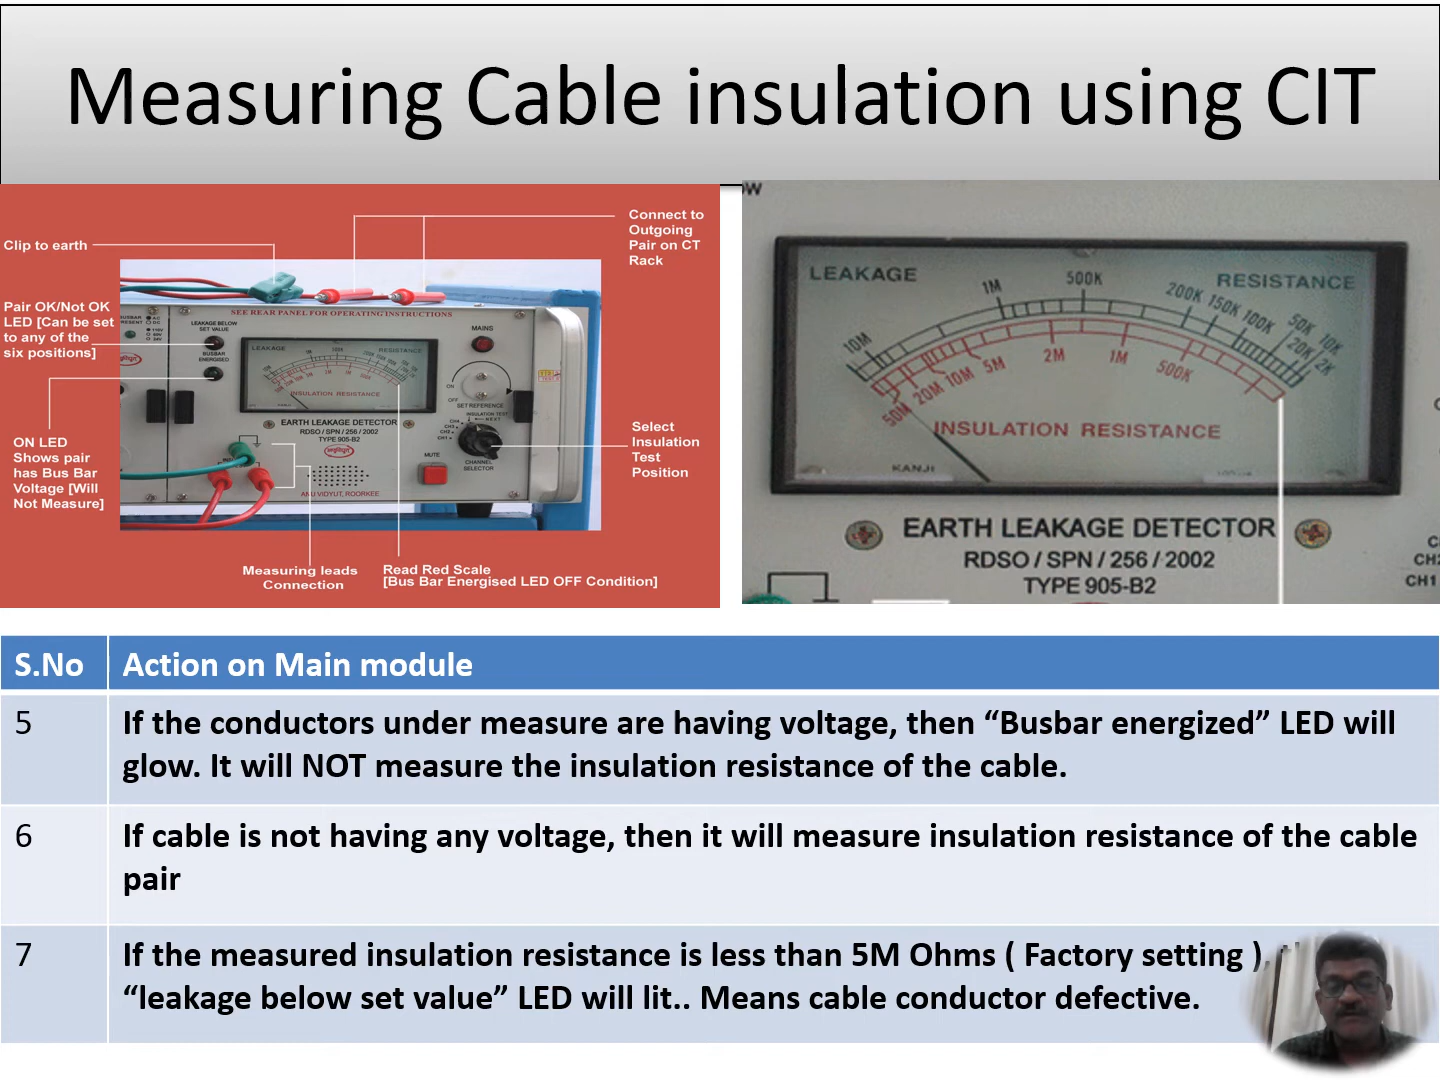 Measuring Cable insulation using CIT
Clip to earth
Connect to
Outgoing
Pair on CT
Rack
Pair OK/Not OK
LED [Can be set
to any of the
six positions]
ON LED
Shows pair
has Bus Bar
Voltage [Will
Not Measure]
Select
Insulation
Test
Position
Measuring leads
Connection
Read Red Scale
[Bus Bar Energised LED OFF Condition]
SEE REAR PANEL FOR OPERATING INSTRUCTIONS
LEAKAGE BELOW
SET VALUE
BUSBAR
ENERGISED
MAINS
LEAKAGE RESISTANCE
INSULATION RESISTANCE
ON
OFF
SET REFERENCE
INSULATION TEST
NEXT
CH4
CH3
CH2
CH1
CHANNEL
SELECTOR
EARTH LEAKAGE DETECTOR
RDSO / SPN / 256 / 2002
TYPE 905-B2
MUTE
ANU VIDYUT, ROORKEE
LEAKAGE RESISTANCE
10M 1M 500K 200K 150K 100K 50K 20K 10K 2K
50M 20M 10M 5M 2M 1M 500K
INSULATION RESISTANCE
KANJI
EARTH LEAKAGE DETECTOR
RDSO / SPN / 256 / 2002
TYPE 905-B2
CH1
S.No Action on Main module
5 If the conductors under measure are having voltage, then “Busbar energized” LED will
glow. It will NOT measure the insulation resistance of the cable.
6 If cable is not having any voltage, then it will measure insulation resistance of the cable
pair
7 If the measured insulation resistance is less than 5M Ohms ( Factory setting ),
“leakage below set value” LED will lit.. Means cable conductor defective.